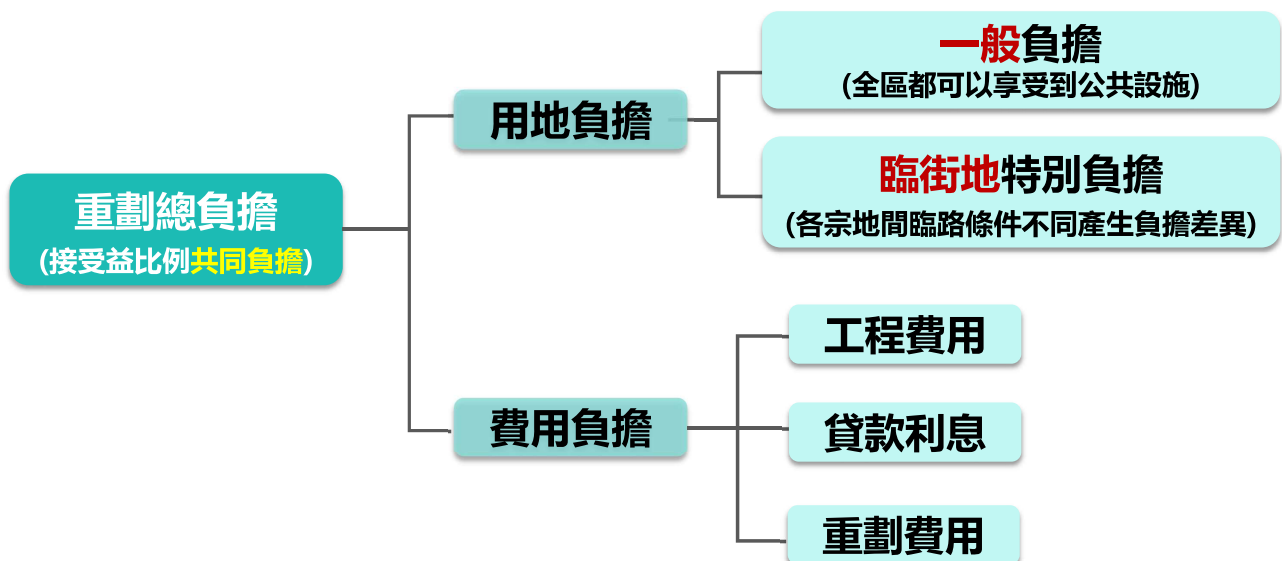 重劃總負擔
(接受益比例共同負擔)
用地負擔
一般負擔
(全區都可以享受到公共設施)
臨街地特別負擔
(各宗地間臨路條件不同產生負擔差異)
費用負擔
工程費用
貸款利息
重劃費用